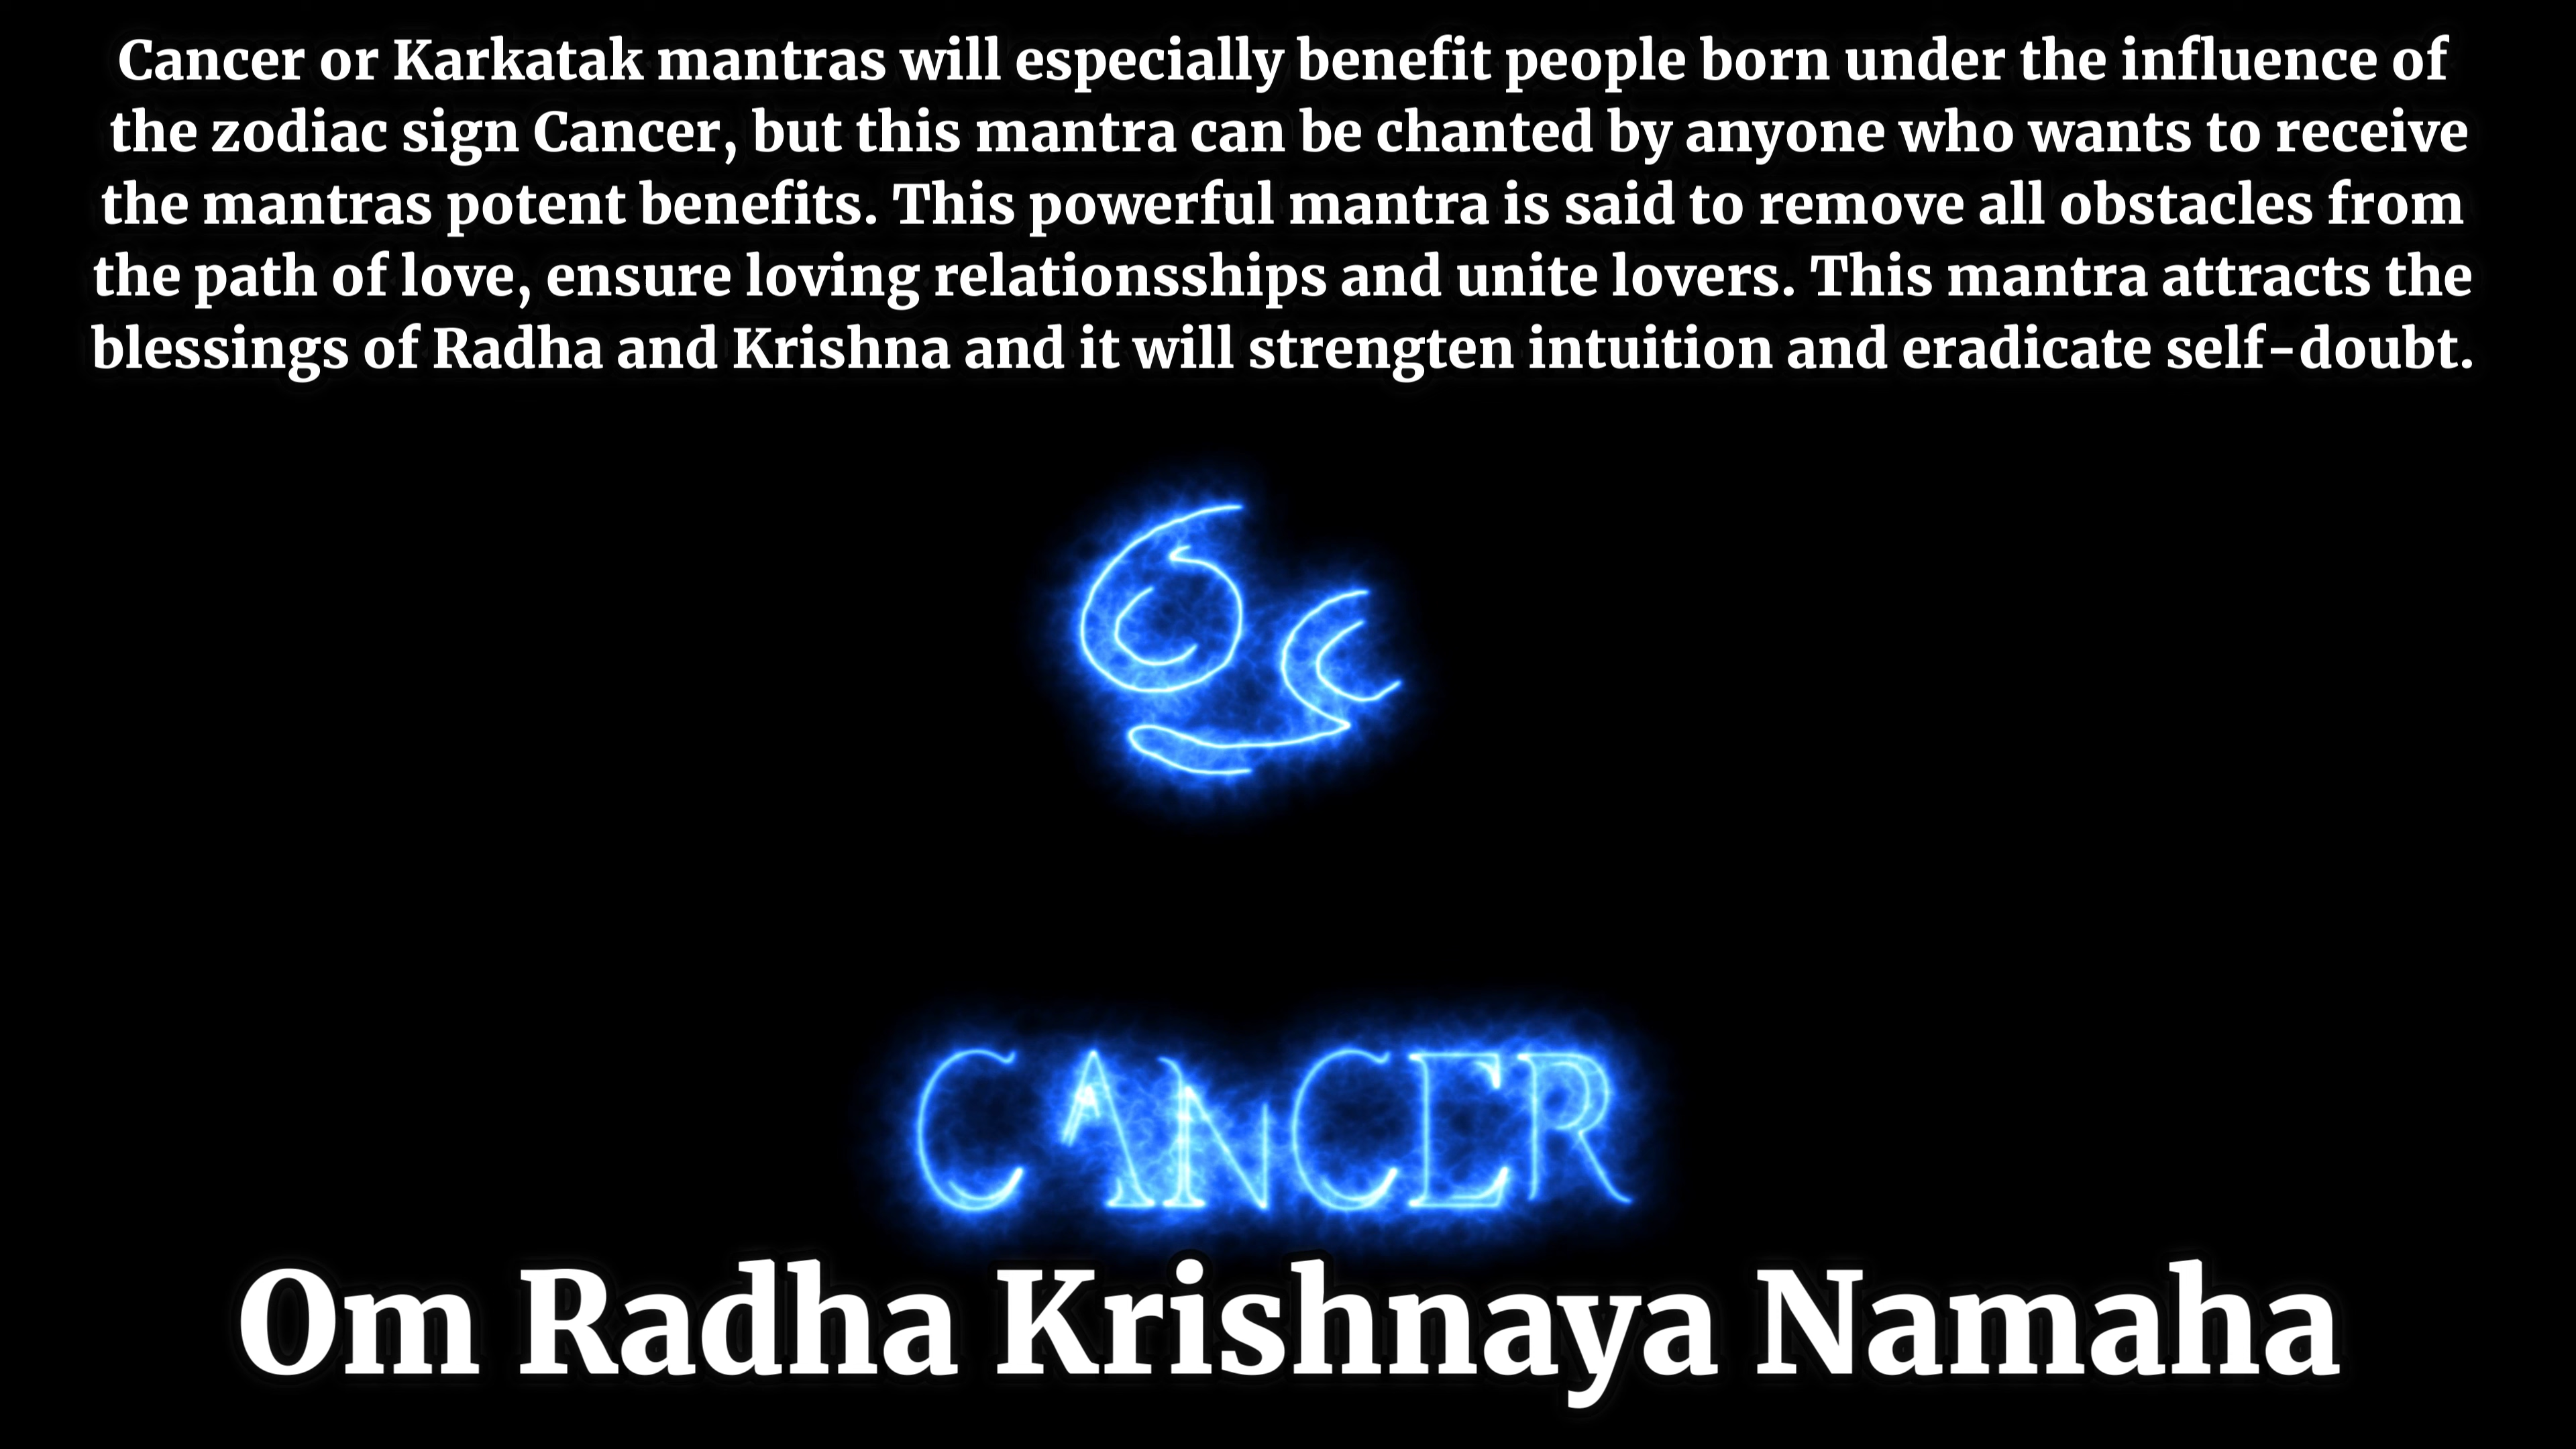 Cancer or Karkatak mantras will especially benefit people born under the influence of
the zodiac sign Cancer, but this mantra can be chanted by anyone who wants to receive
the mantras potent benefits. This powerful mantra is said to remove all obstacles from
the path of love, ensure loving relationsships and unite lovers. This mantra attracts the
blessings of Radha and Krishna and it will strengten intuition and eradicate self-doubt.
CANCER
Om Radha Krishnaya Namaha